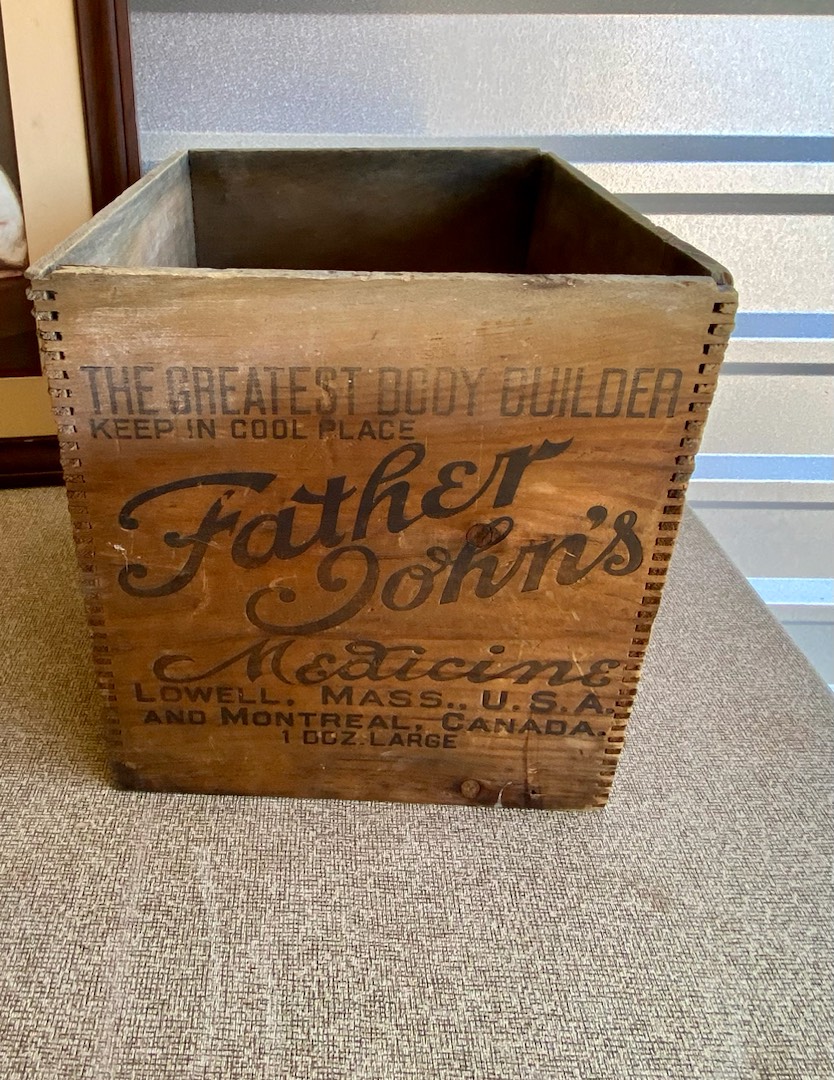 THE GREATEST BODY BUILDER
KEEP IN COOL PLACE
Father
John's
Medicine
LOWELL, MASS., U.S.A.
AND MONTREAL, CANADA.
1 DOZ. LARGE